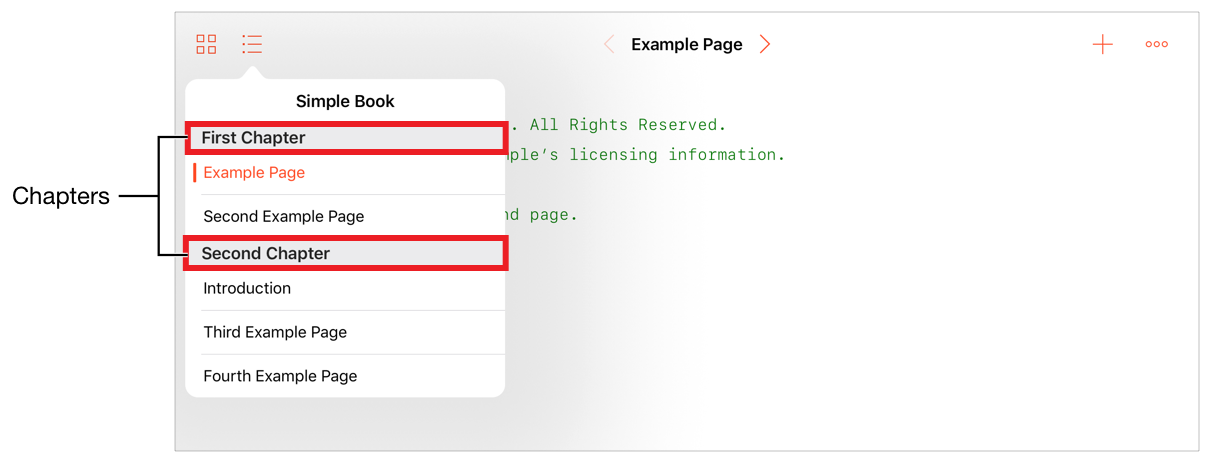 Example Page
Simple Book
First Chapter
. All Rights Reserved.
Example Page
ple's licensing information.
Chapters
Second Example Page
d page.
Second Chapter
Introduction
Third Example Page
Fourth Example Page